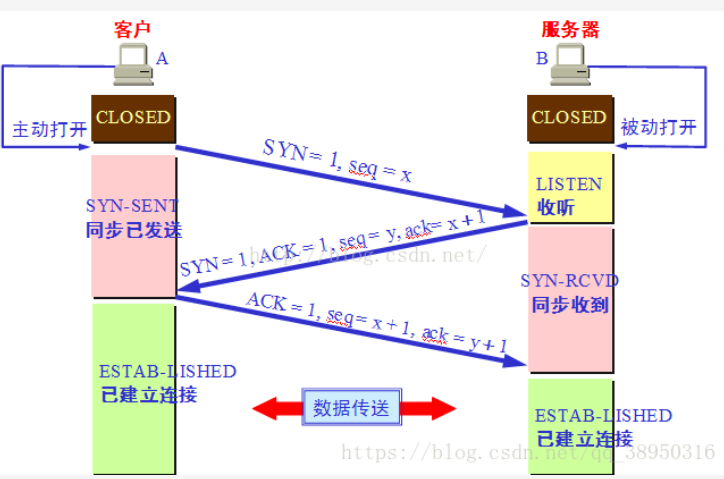 客户
服务器
A
B
CLOSED
CLOSED
主动打开
被动打开
SYN = 1, seq = x
LISTEN
收听
SYN-SENT
同步已发送
SYN = 1, ACK = 1, seq = y, ack= x + 1
http://blog.csdn.net/
SYN-RCVD
同步收到
ACK = 1, seq= x + 1, ack = y + 1
ESTAB-LISHED
已建立连接
数据传送
ESTAB-LISHED
已建立连接
https://blog.csdn.net/qq_38950316